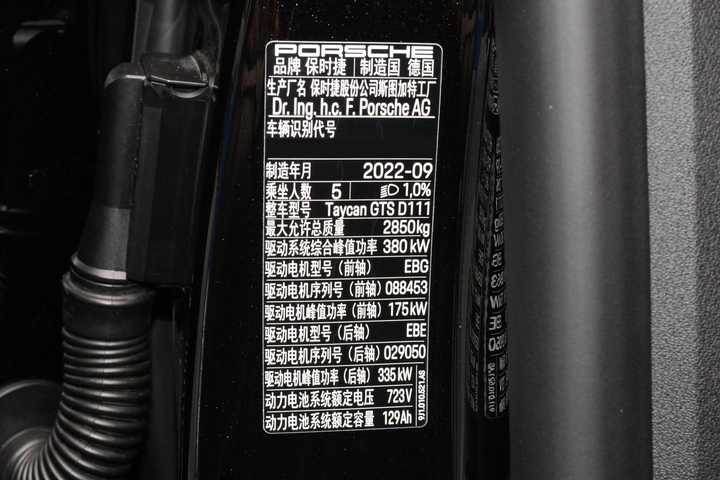 PORSCHE
品牌 保时捷 制造国 德国
生产厂名 保时捷股份公司斯图加特工厂
Dr. Ing. h.c. F. Porsche AG
车辆识别代号
制造年月 2022-09
乘坐人数 5 1,0%
整车型号 Taycan GTS D111
最大允许总质量 2850kg
驱动系统综合峰值功率 380 kW
驱动电机型号（前轴） EBG
驱动电机序列号（前轴） 088453
驱动电机峰值功率（前轴） 175kW
驱动电机型号（后轴） EBE
驱动电机序列号（后轴） 029050
驱动电机峰值功率（后轴） 335kW
动力电池系统额定电压 723V
动力电池系统额定容量 129Ah
9J1.010.521.AS